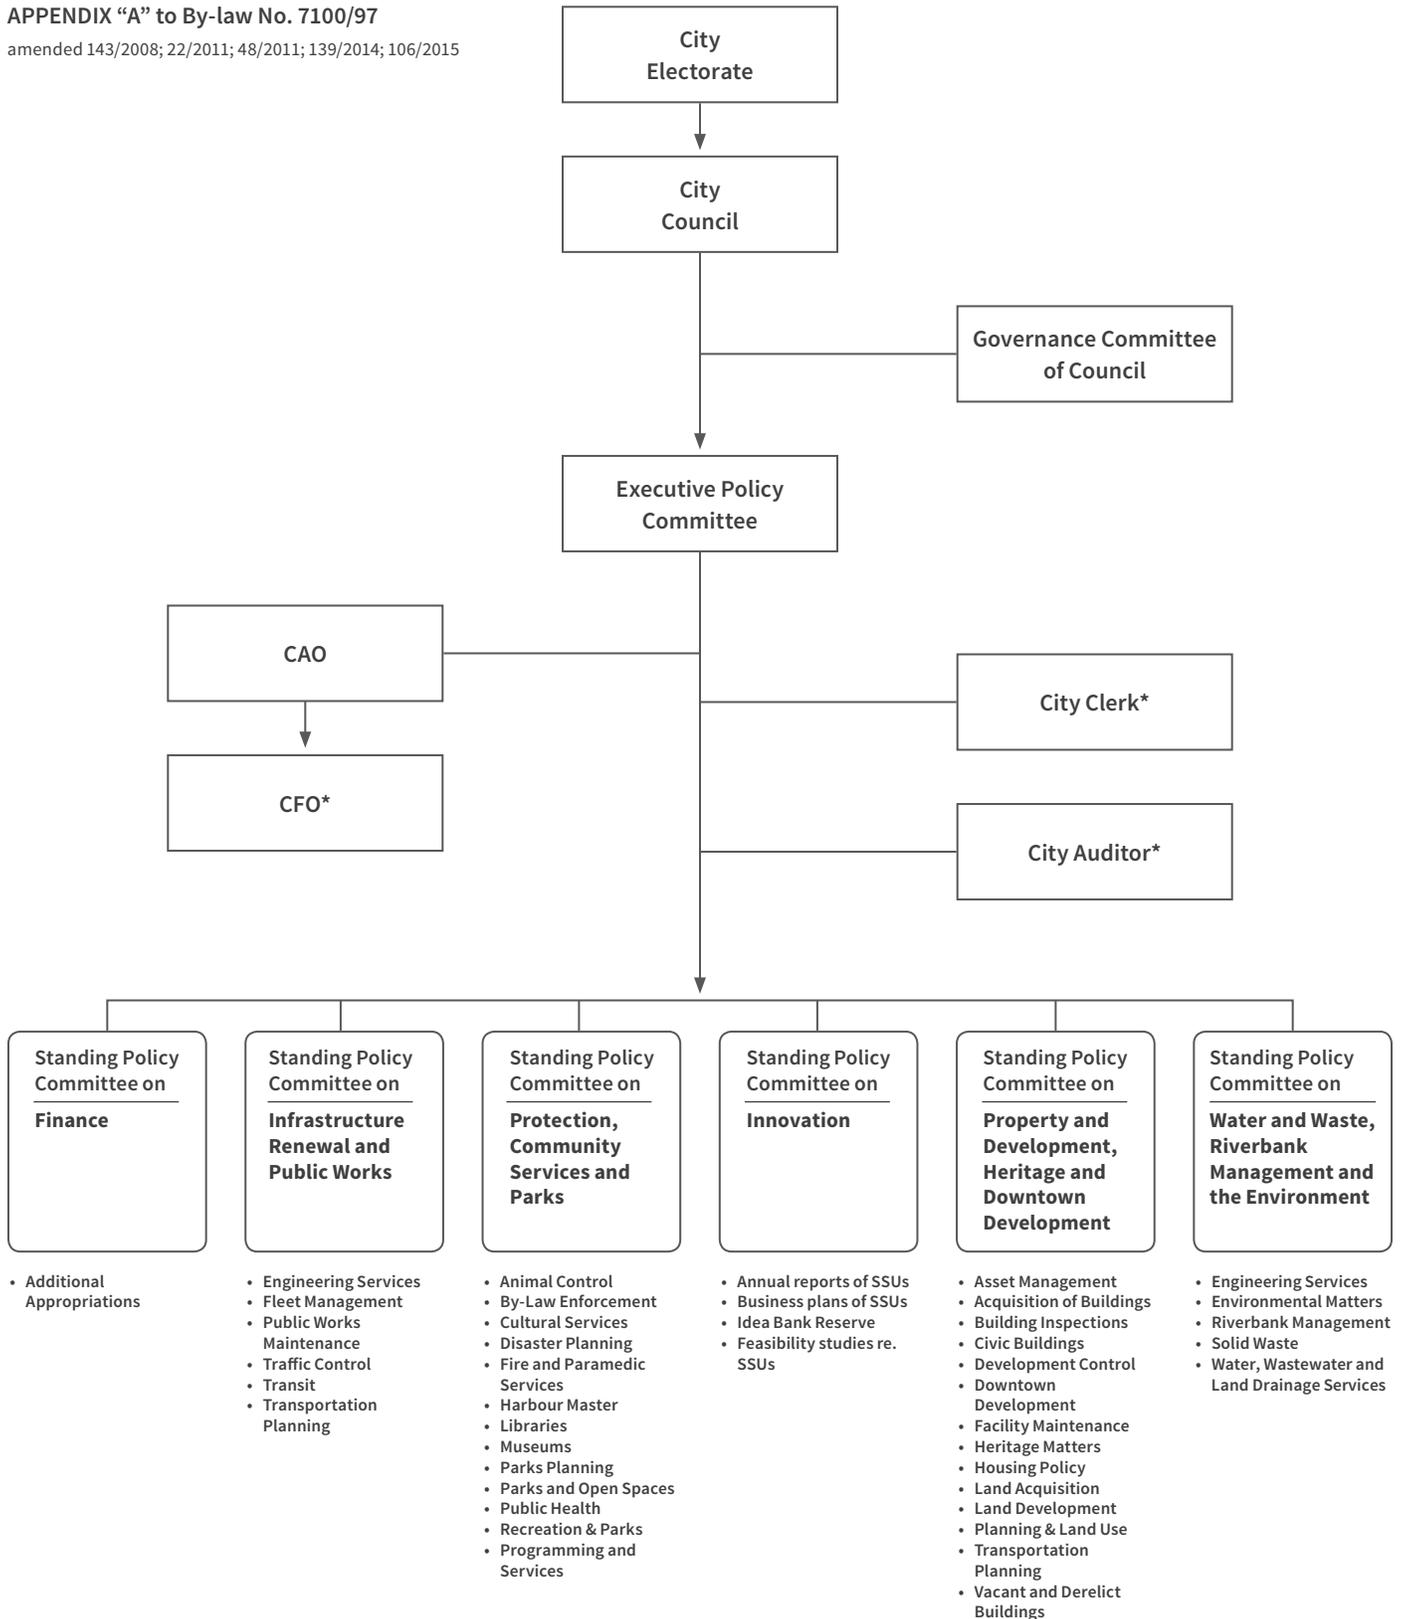 APPENDIX “A” to By-law No. 7100/97
amended 143/2008; 22/2011; 48/2011; 139/2014; 106/2015
City
Electorate
City
Council
Governance Committee
of Council
Executive Policy
Committee
CAO
City Clerk*
CFO*
City Auditor*
Standing Policy
Committee on
Finance
• Additional
Appropriations
Standing Policy
Committee on
Infrastructure
Renewal and
Public Works
• Engineering Services
• Fleet Management
• Public Works
Maintenance
• Traffic Control
• Transit
• Transportation
Planning
Standing Policy
Committee on
Protection,
Community
Services and
Parks
• Animal Control
• By-Law Enforcement
• Cultural Services
• Disaster Planning
• Fire and Paramedic
Services
• Harbour Master
• Libraries
• Museums
• Parks Planning
• Parks and Open Spaces
• Public Health
• Recreation & Parks
• Programming and
Services
Standing Policy
Committee on
Innovation
• Annual reports of SSUs
• Business plans of SSUs
• Idea Bank Reserve
• Feasibility studies re.
SSUs
Standing Policy
Committee on
Property and
Development,
Heritage and
Downtown
Development
• Asset Management
• Acquisition of Buildings
• Building Inspections
• Civic Buildings
• Development Control
• Downtown
Development
• Facility Maintenance
• Heritage Matters
• Housing Policy
• Land Acquisition
• Land Development
• Planning & Land Use
• Transportation
Planning
• Vacant and Derelict
Buildings
Standing Policy
Committee on
Water and Waste,
Riverbank
Management and
the Environment
• Engineering Services
• Environmental Matters
• Riverbank Management
• Solid Waste
• Water, Wastewater and
Land Drainage Services